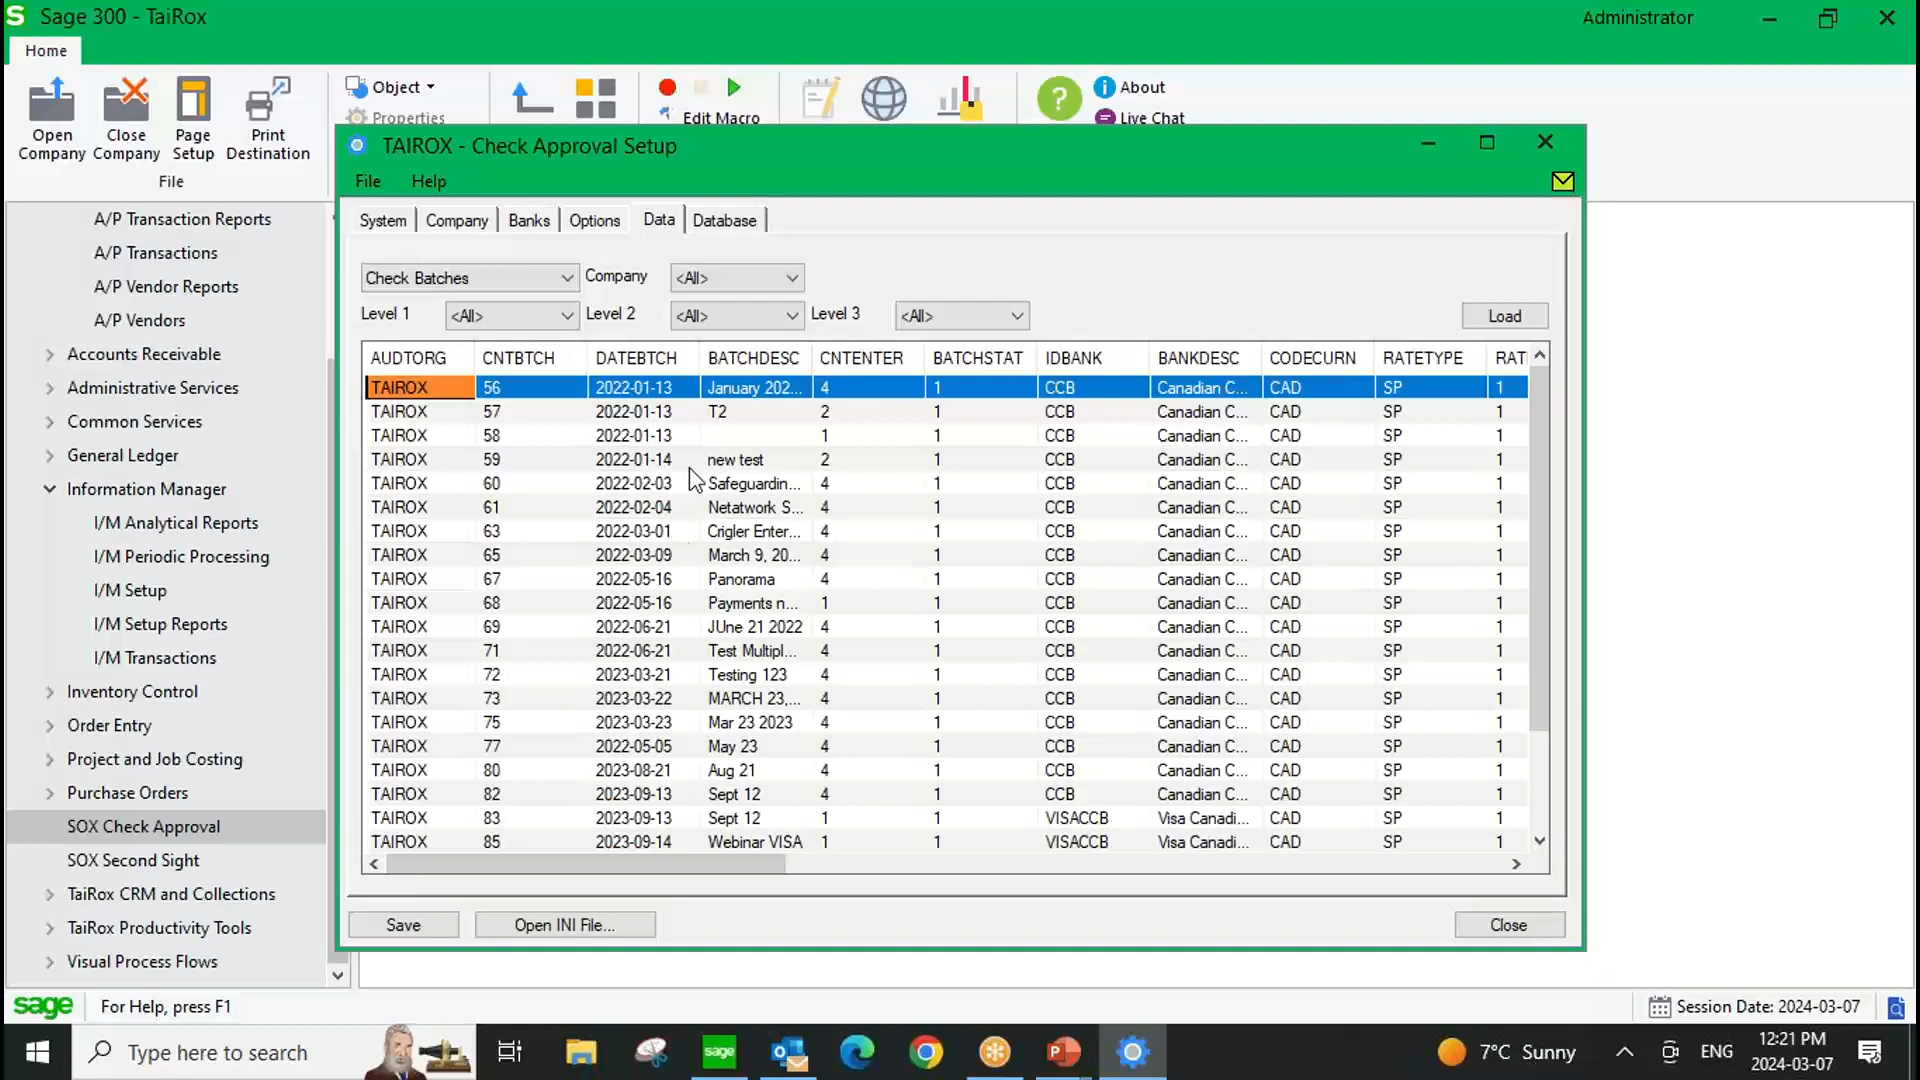 S Sage 300 - TaiRox
Administrator
Home
Open Company
Close Company
Page Setup
Print Destination
File
Object
Properties
Edit Macro
About
Live Chat
TAIROX - Check Approval Setup
File Help
System Company Banks Options Data Database
Check Batches Company <All>
Level 1 <All> Level 2 <All> Level 3 <All> Load
AUDTORG CNTBTCH DATEBTCH BATCHDESC CNTENTER BATCHSTAT IDBANK BANKDESC CODECURN RATETYPE RAT
TAIROX 56 2022-01-13 January 202... 4 1 CCB Canadian C... CAD SP 1
TAIROX 57 2022-01-13 T2 2 1 CCB Canadian C... CAD SP 1
TAIROX 58 2022-01-13 1 1 CCB Canadian C... CAD SP 1
TAIROX 59 2022-01-14 new test 2 1 CCB Canadian C... CAD SP 1
TAIROX 60 2022-02-03 Safeguardin... 4 1 CCB Canadian C... CAD SP 1
TAIROX 61 2022-02-04 Netatwork S... 4 1 CCB Canadian C... CAD SP 1
TAIROX 63 2022-03-01 Crigler Enter... 4 1 CCB Canadian C... CAD SP 1
TAIROX 65 2022-03-09 March 9, 20... 4 1 CCB Canadian C... CAD SP 1
TAIROX 67 2022-05-16 Panorama 4 1 CCB Canadian C... CAD SP 1
TAIROX 68 2022-05-16 Payments n... 1 1 CCB Canadian C... CAD SP 1
TAIROX 69 2022-06-21 JUne 21 2022 4 1 CCB Canadian C... CAD SP 1
TAIROX 71 2022-06-21 Test Multipl... 4 1 CCB Canadian C... CAD SP 1
TAIROX 72 2023-03-21 Testing 123 4 1 CCB Canadian C... CAD SP 1
TAIROX 73 2023-03-22 MARCH 23,... 4 1 CCB Canadian C... CAD SP 1
TAIROX 75 2023-03-23 Mar 23 2023 4 1 CCB Canadian C... CAD SP 1
TAIROX 77 2022-05-05 May 23 4 1 CCB Canadian C... CAD SP 1
TAIROX 80 2023-08-21 Aug 21 4 1 CCB Canadian C... CAD SP 1
TAIROX 82 2023-09-13 Sept 12 4 1 CCB Canadian C... CAD SP 1
TAIROX 83 2023-09-13 Sept 12 1 1 VISACCB Visa Canadi... CAD SP 1
TAIROX 85 2023-09-14 Webinar VISA 1 1 VISACCB Visa Canadi... CAD SP 1
Save Open INI File... Close
A/P Transaction Reports
A/P Transactions
A/P Vendor Reports
A/P Vendors
Accounts Receivable
Administrative Services
Common Services
General Ledger
Information Manager
I/M Analytical Reports
I/M Periodic Processing
I/M Setup
I/M Setup Reports
I/M Transactions
Inventory Control
Order Entry
Project and Job Costing
Purchase Orders
SOX Check Approval
SOX Second Sight
TaiRox CRM and Collections
TaiRox Productivity Tools
Visual Process Flows
sage For Help, press F1
Session Date: 2024-03-07
Type here to search
sage
7°C Sunny
ENG
12:21 PM
2024-03-07